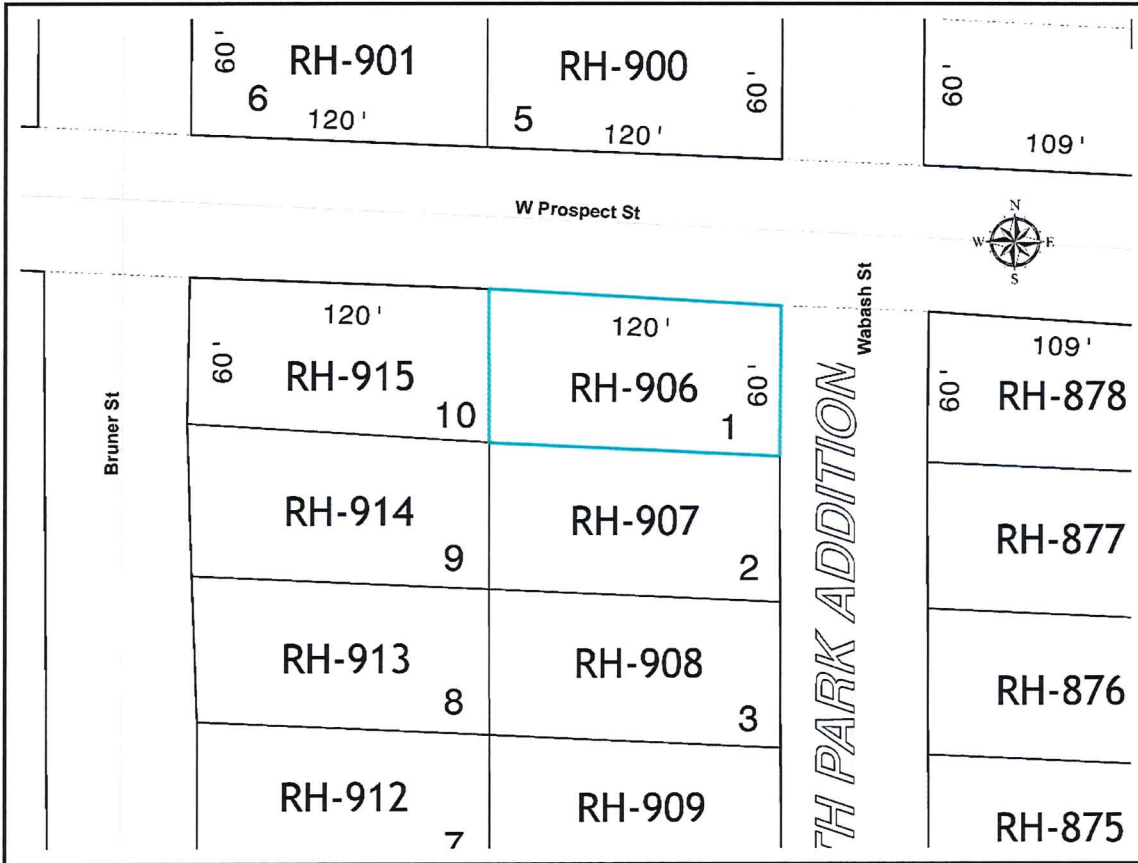 60'
RH-901
6
120'
RH-900
60'
5
120'
60'
109'
W Prospect St
N
W
E
S
Bruner St
120'
60'
RH-915
10
120'
RH-906
60'
1
Wabash St
109'
60'
RH-878
RH-914
9
RH-907
2
RH-877
RH-913
8
RH-908
3
RH-876
RH-912
7
RH-909
RH-875
TH PARK ADDITION